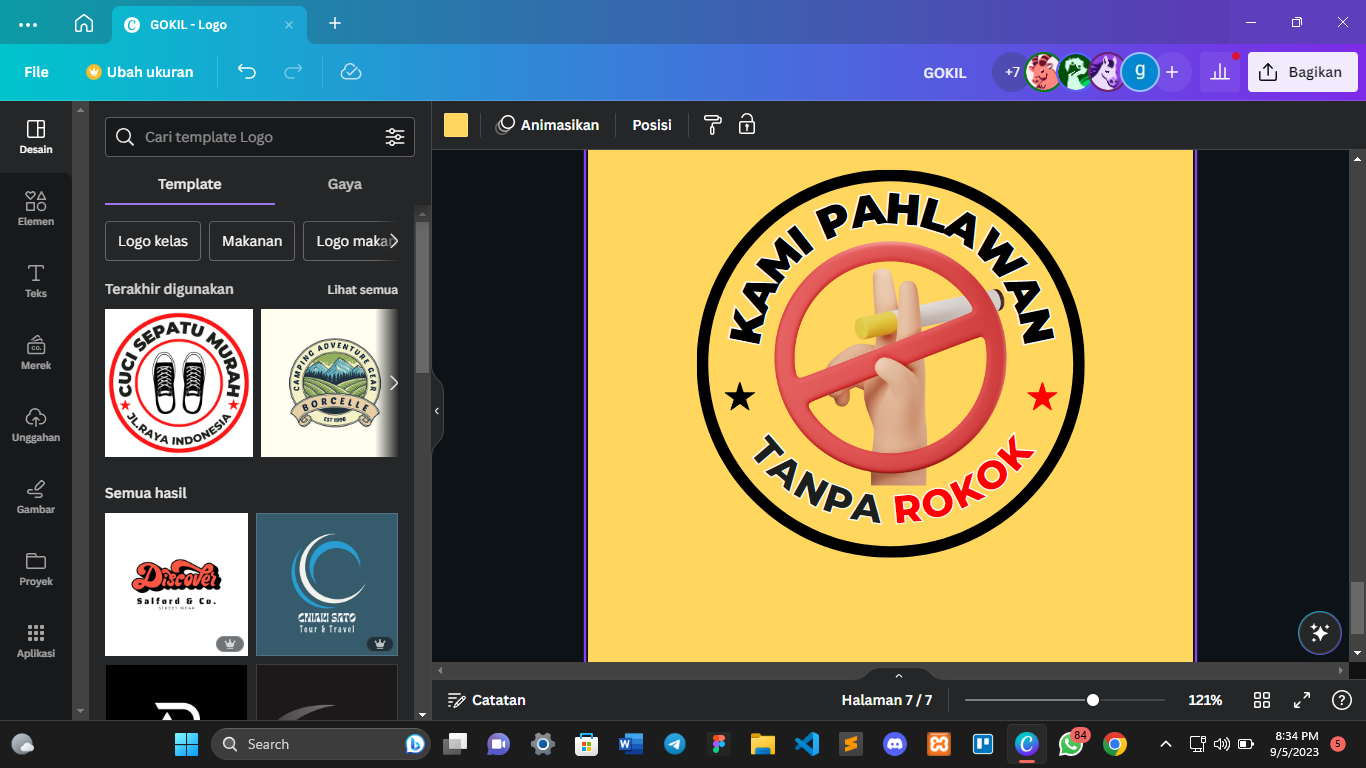 GOKIL - Logo
File
Ubah ukuran
GOKIL
+7
g
Bagikan
Desain
Elemen
Teks
CO.
Merek
Unggahan
Gambar
Proyek
Aplikasi
Cari template Logo
Template
Gaya
Logo kelas
Makanan
Logo maka
Terakhir digunakan
Lihat semua
CUCI SEPATU MURAH
JL.RAYA INDONESIA
CAMPING ADVENTURE GEAR
BORCELLE
EST 1996
Semua hasil
Discover
Salford & Co.
STREET WEAR
CHIAKI SATO
Tour & Travel
Animasikan
Posisi
KAMI PAHLAWAN
TANPA ROKOK
Catatan
Halaman 7 / 7
121%
Search
84
8:34 PM
9/5/2023
5